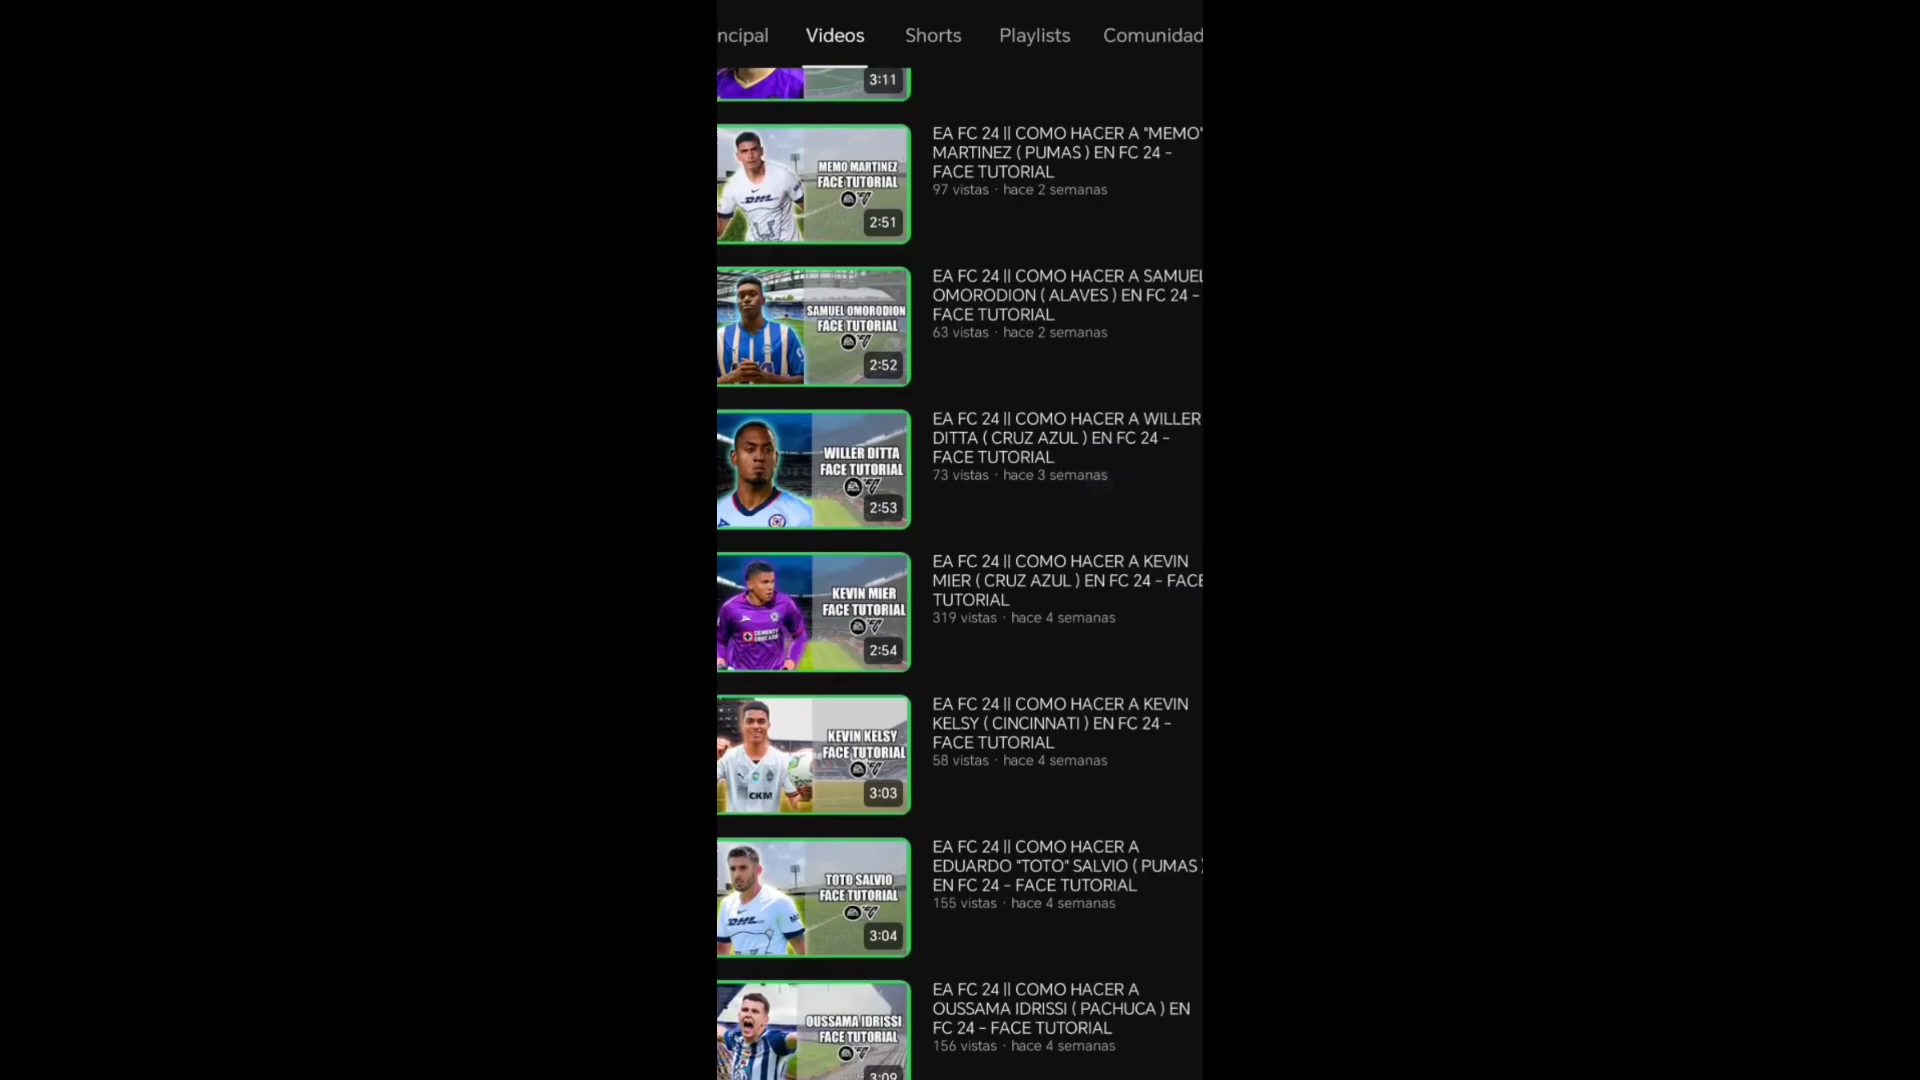 ncipal
Videos
Shorts
Playlists
Comunidad
3:11
MEMO MARTINEZ
FACE TUTORIAL
DHL
2:51
EA FC 24 || COMO HACER A "MEMO"
MARTINEZ ( PUMAS ) EN FC 24 -
FACE TUTORIAL
97 vistas · hace 2 semanas
SAMUEL OMORODION
FACE TUTORIAL
2:52
EA FC 24 || COMO HACER A SAMUEL
OMORODION ( ALAVES ) EN FC 24 -
FACE TUTORIAL
63 vistas · hace 2 semanas
WILLER DITTA
FACE TUTORIAL
2:53
EA FC 24 || COMO HACER A WILLER
DITTA ( CRUZ AZUL ) EN FC 24 -
FACE TUTORIAL
73 vistas · hace 3 semanas
KEVIN MIER
FACE TUTORIAL
CEMENTO
CRUZ AZUL
2:54
EA FC 24 || COMO HACER A KEVIN
MIER ( CRUZ AZUL ) EN FC 24 - FACE
TUTORIAL
319 vistas · hace 4 semanas
KEVIN KELSY
FACE TUTORIAL
CKM
3:03
EA FC 24 || COMO HACER A KEVIN
KELSY ( CINCINNATI ) EN FC 24 -
FACE TUTORIAL
58 vistas · hace 4 semanas
TOTO SALVIO
FACE TUTORIAL
DHL
3:04
EA FC 24 || COMO HACER A
EDUARDO "TOTO" SALVIO ( PUMAS )
EN FC 24 - FACE TUTORIAL
155 vistas · hace 4 semanas
OUSSAMA IDRISSI
FACE TUTORIAL
3:09
EA FC 24 || COMO HACER A
OUSSAMA IDRISSI ( PACHUCA ) EN
FC 24 - FACE TUTORIAL
156 vistas · hace 4 semanas